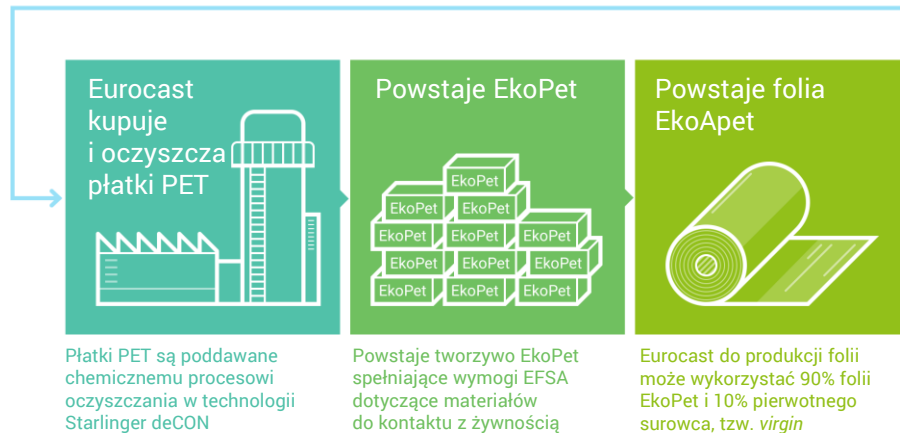 Eurocast
kupuje
i oczyszcza
płatki PET
Powstaje EkoPet
EkoPet
EkoPet EkoPet
EkoPet EkoPet EkoPet
EkoPet EkoPet EkoPet
EkoPet EkoPet EkoPet
Powstaje folia
EkoApet
Płatki PET są poddawane
chemicznemu procesowi
oczyszczania w technologii
Starlinger deCON
Powstaje tworzywo EkoPet
spełniające wymogi EFSA
dotyczące materiałów
do kontaktu z żywnością
Eurocast do produkcji folii
może wykorzystać 90% folii
EkoPet i 10% pierwotnego
surowca, tzw. virgin